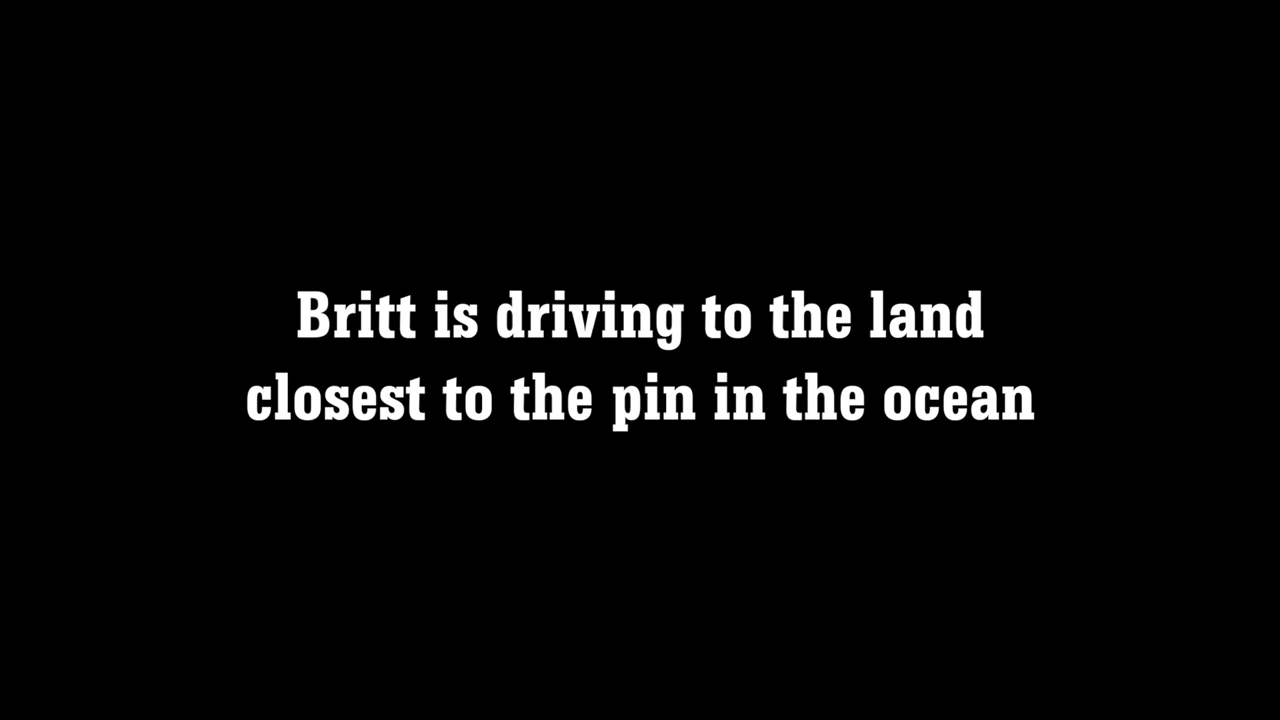 Britt is driving to the land
closest to the pin in the ocean